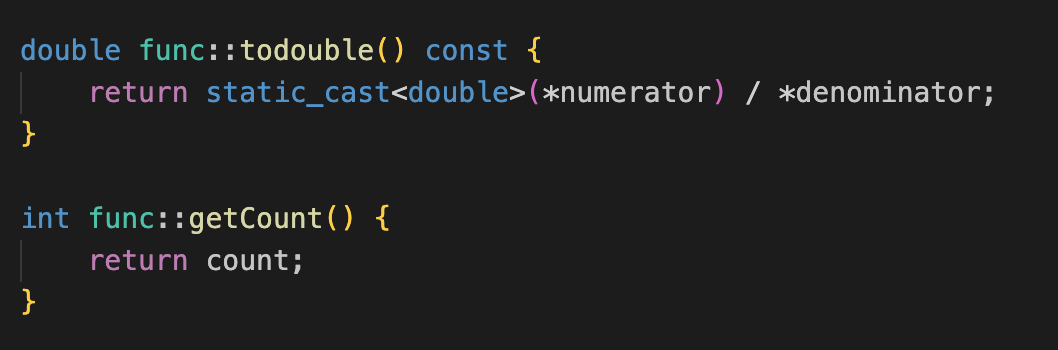 double func::todouble() const {
    return static_cast<double>(*numerator) / *denominator;
}

int func::getCount() {
    return count;
}